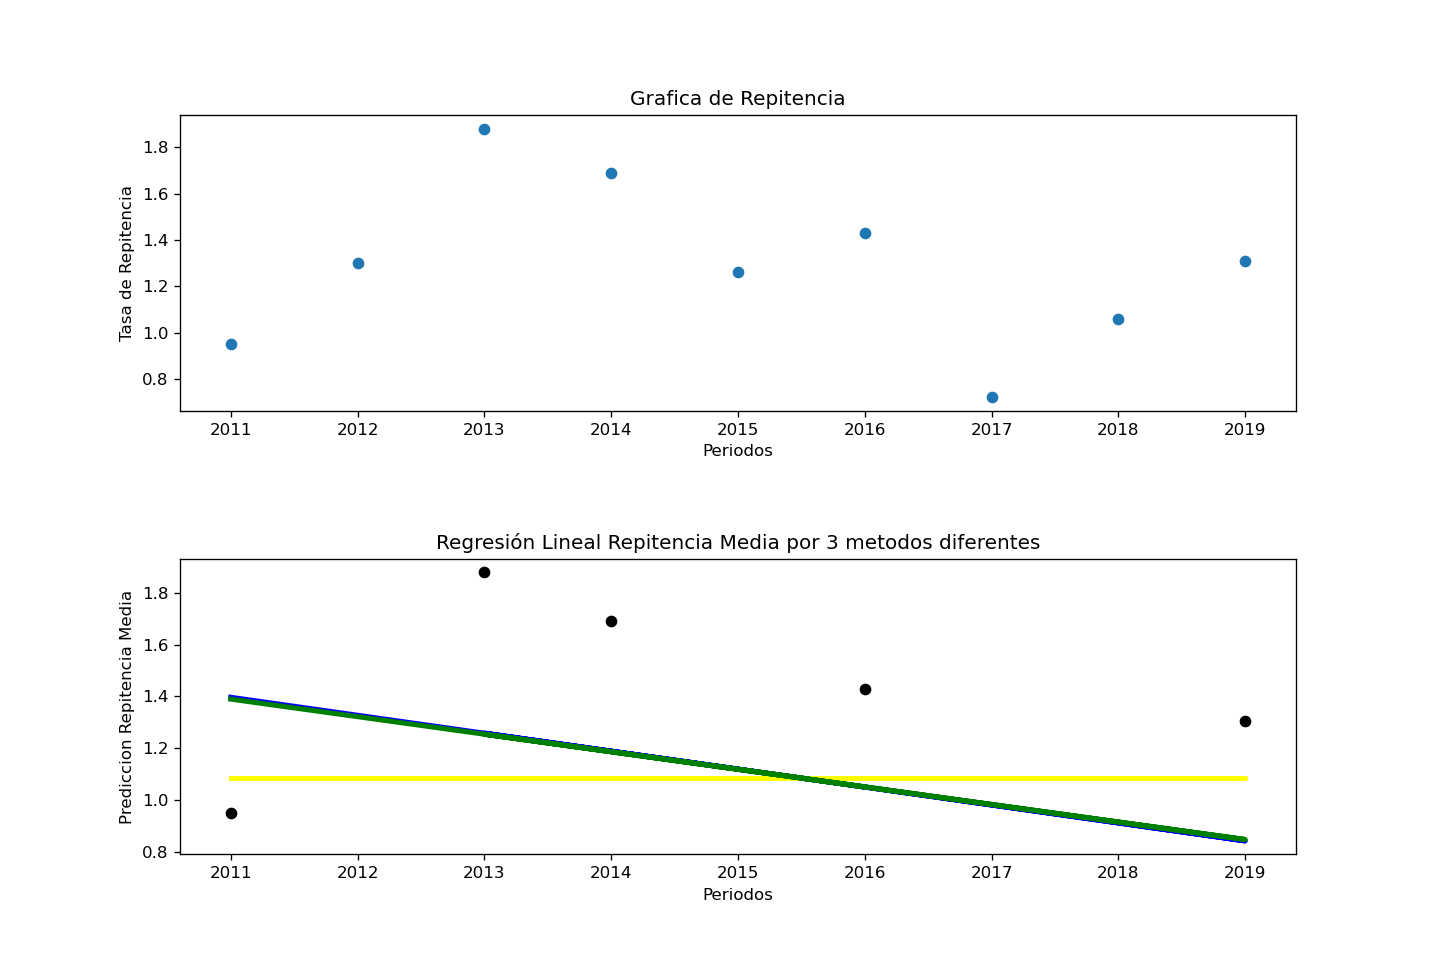 Grafica de Repitencia
Tasa de Repitencia
1.8
1.6
1.4
1.2
1.0
0.8
2011 2012 2013 2014 2015 2016 2017 2018 2019
Periodos
Regresión Lineal Repitencia Media por 3 metodos diferentes
Prediccion Repitencia Media
1.8
1.6
1.4
1.2
1.0
0.8
2011 2012 2013 2014 2015 2016 2017 2018 2019
Periodos